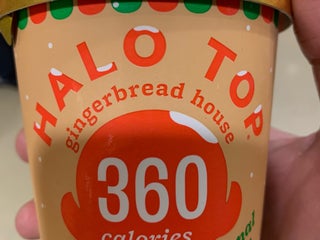 HALO TOP
gingerbread house
360
calories